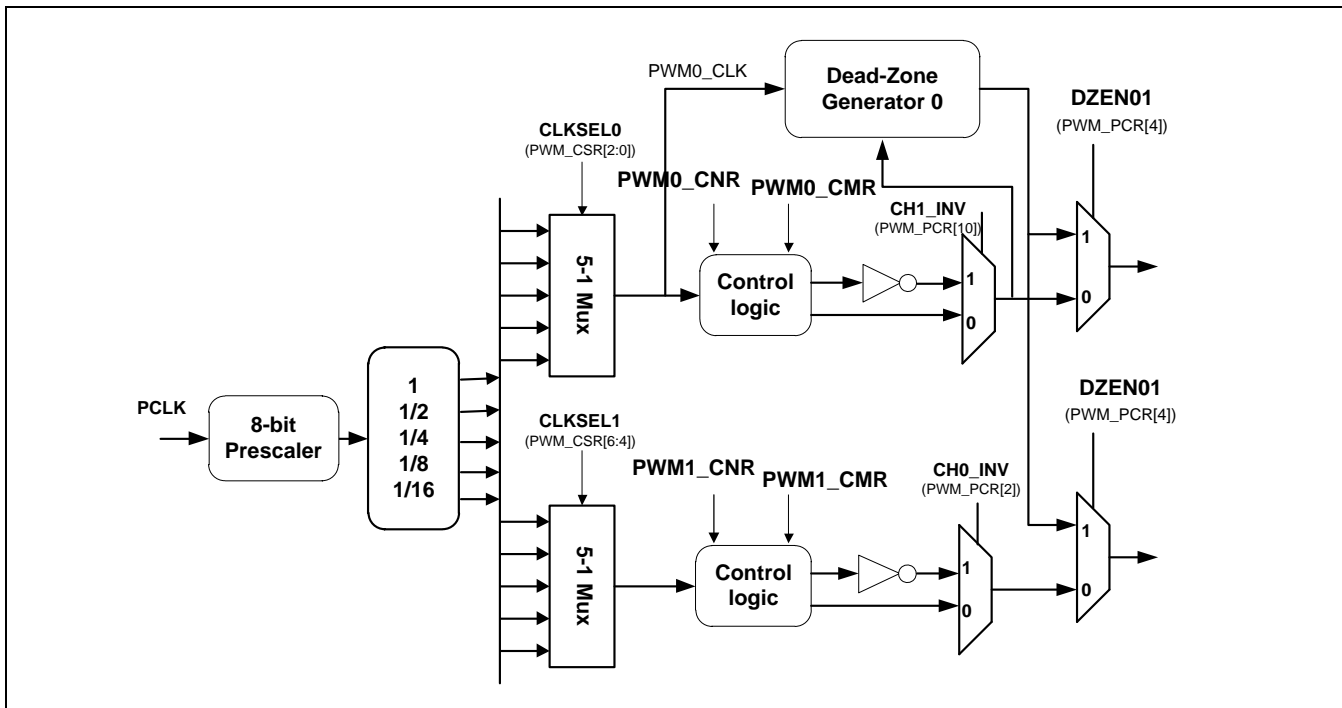 PWM0_CLK
Dead-Zone
Generator 0
DZEN01
(PWM_PCR[4])
CLKSEL0
(PWM_CSR[2:0])
PWM0_CNR
PWM0_CMR
CH1_INV
(PWM_PCR[10])
5-1 Mux
Control
logic
1
0
1
0
PCLK
8-bit
Prescaler
1
1/2
1/4
1/8
1/16
CLKSEL1
(PWM_CSR[6:4])
PWM1_CNR
PWM1_CMR
CH0_INV
(PWM_PCR[2])
DZEN01
(PWM_PCR[4])
5-1 Mux
Control
logic
1
0
1
0